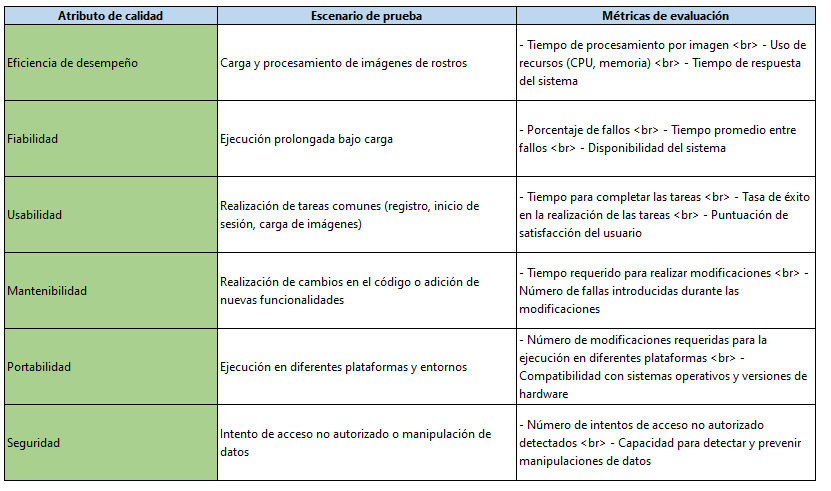 Atributo de calidad
Escenario de prueba
Métricas de evaluación
Eficiencia de desempeño
Carga y procesamiento de imágenes de rostros
- Tiempo de procesamiento por imagen <br> - Uso de
recursos (CPU, memoria) <br> - Tiempo de respuesta
del sistema
Fiabilidad
Ejecución prolongada bajo carga
- Porcentaje de fallos <br> - Tiempo promedio entre
fallos <br> - Disponibilidad del sistema
Usabilidad
Realización de tareas comunes (registro, inicio de
sesión, carga de imágenes)
- Tiempo para completar las tareas <br> - Tasa de éxito
en la realización de las tareas <br> - Puntuación de
satisfacción del usuario
Mantenibilidad
Realización de cambios en el código o adición de
nuevas funcionalidades
- Tiempo requerido para realizar modificaciones <br> -
Número de fallas introducidas durante las
modificaciones
Portabilidad
Ejecución en diferentes plataformas y entornos
- Número de modificaciones requeridas para la
ejecución en diferentes plataformas <br> -
Compatibilidad con sistemas operativos y versiones de
hardware
Seguridad
Intento de acceso no autorizado o manipulación de
datos
- Número de intentos de acceso no autorizado
detectados <br> - Capacidad para detectar y prevenir
manipulaciones de datos